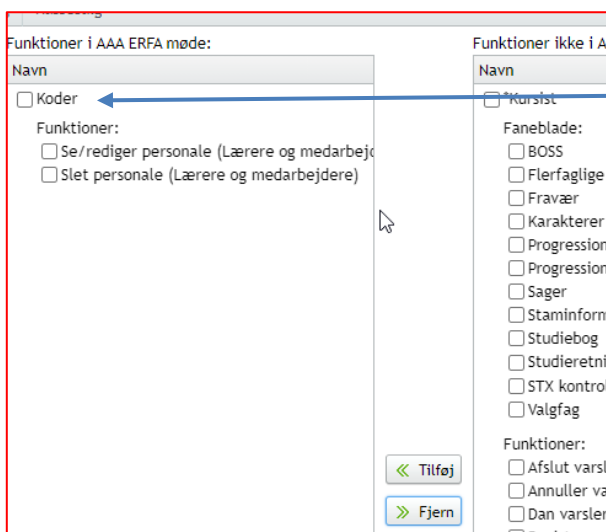 Funktioner i AAA ERFA møde:
Navn
Koder
Funktioner:
Se/rediger personale (Lærere og
Slet personale (Lærere og medarbejdere)
Tilføj
Fjern
Funktioner ikke i A
Navn
*Kursist
Faneblade:
BOSS
Flerfaglige
Fravær
Karakterer
Progression
Progression
Sager
Staminform
Studiebog
Studieretni
STX kontrol
Valgfag
Funktioner:
Afslut varsl
Annuller va
Dan varsler